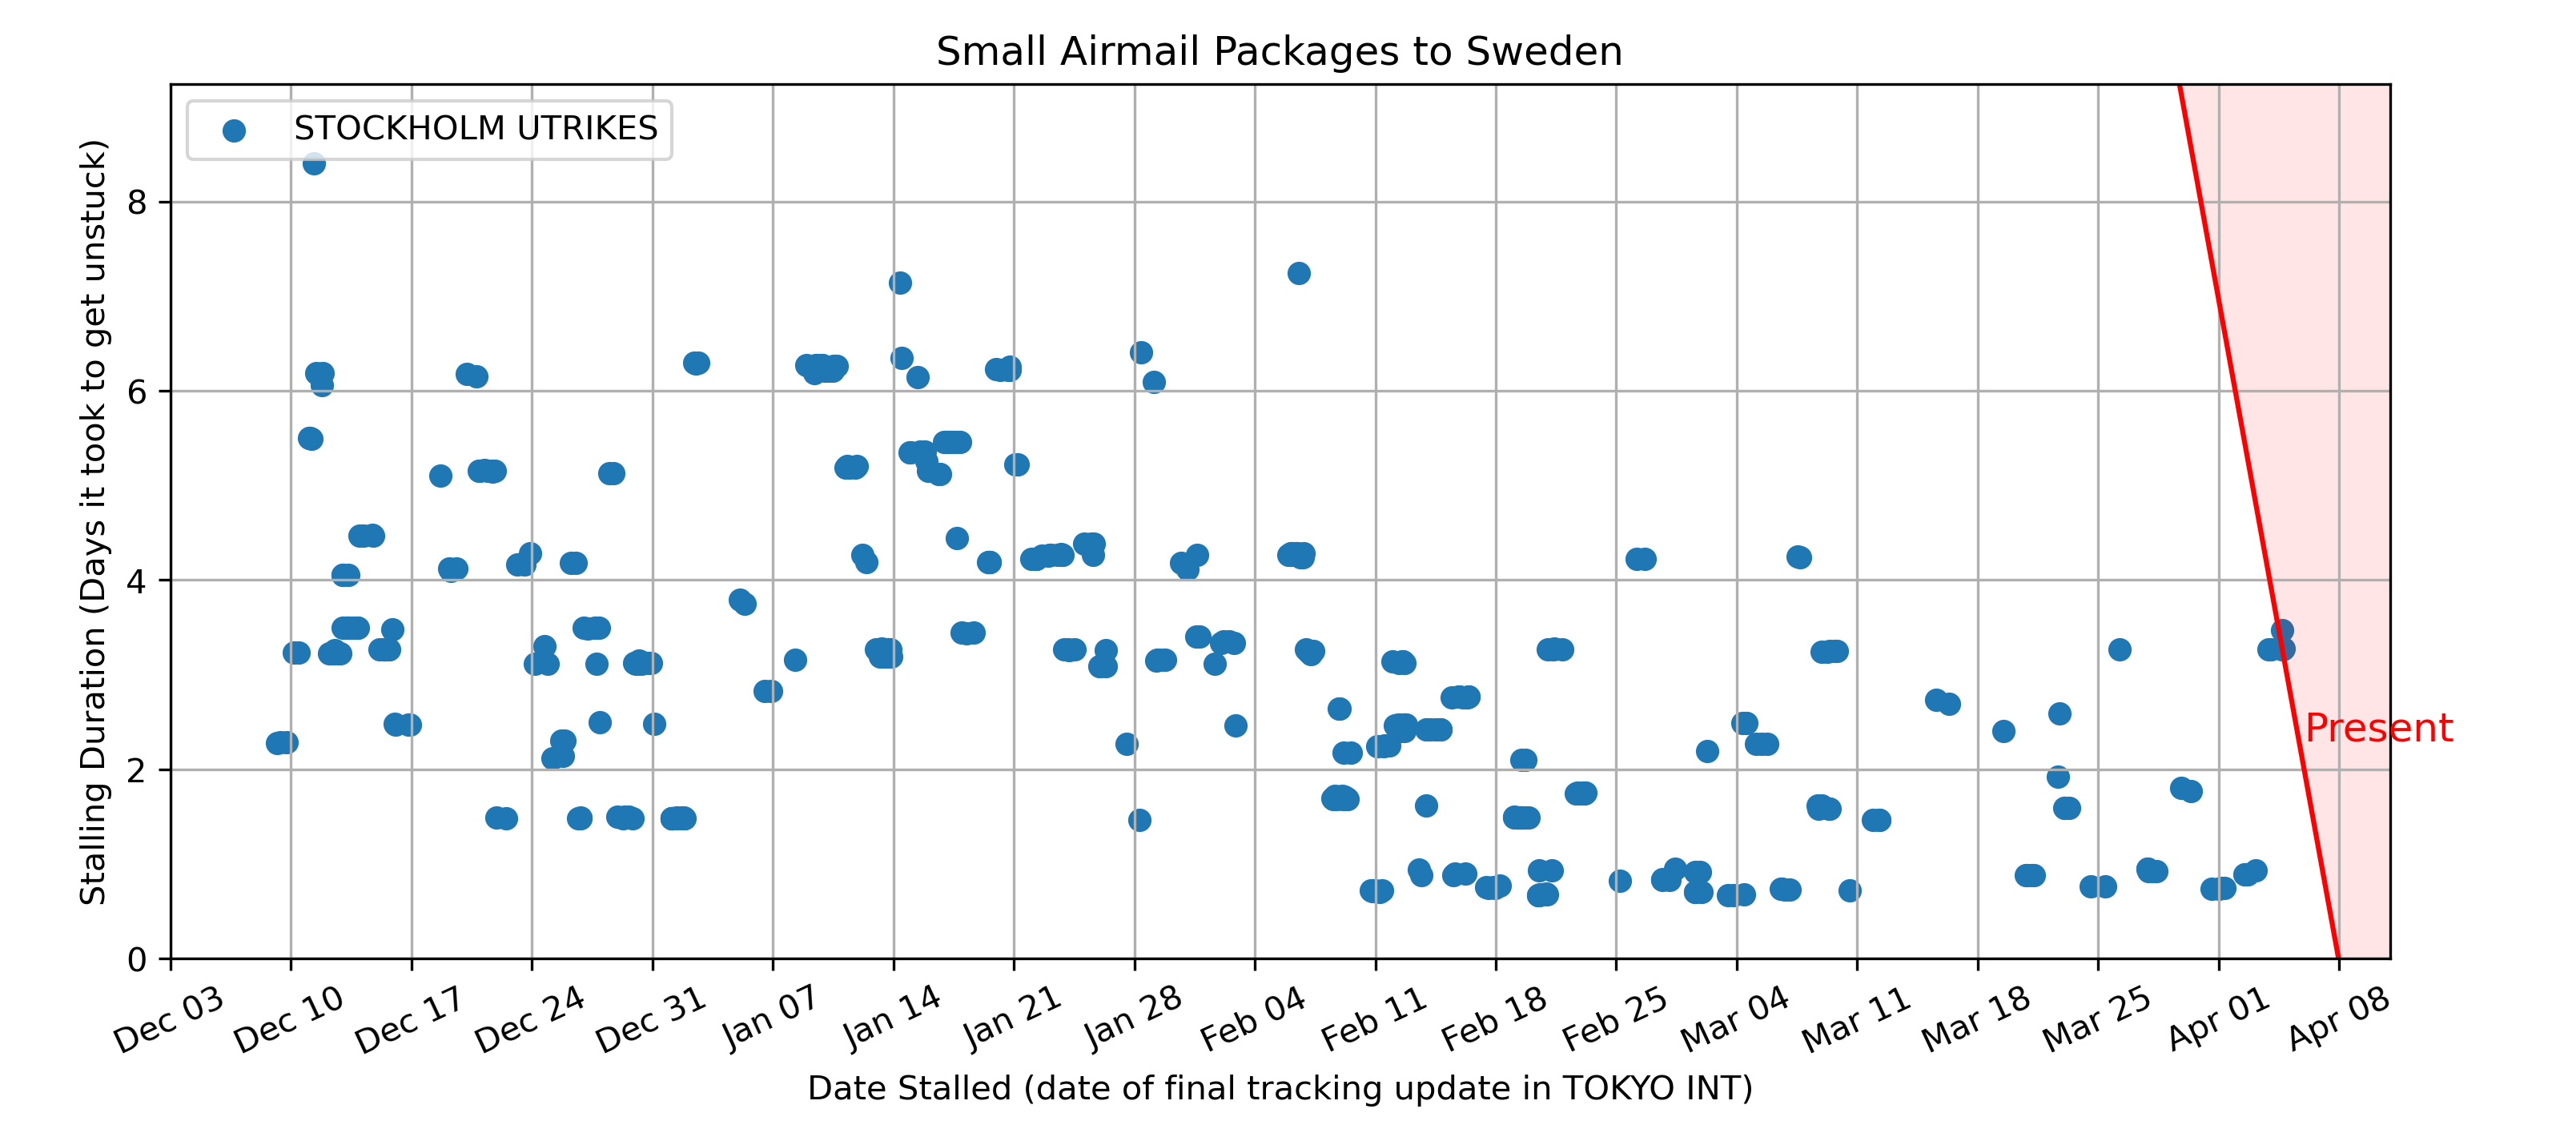 Small Airmail Packages to Sweden
STOCKHOLM UTRIKES
Stalling Duration (Days it took to get unstuck)
8
6
4
2
0
Present
Dec 03
Dec 10
Dec 17
Dec 24
Dec 31
Jan 07
Jan 14
Jan 21
Jan 28
Feb 04
Feb 11
Feb 18
Feb 25
Mar 04
Mar 11
Mar 18
Mar 25
Apr 01
Apr 08
Date Stalled (date of final tracking update in TOKYO INT)